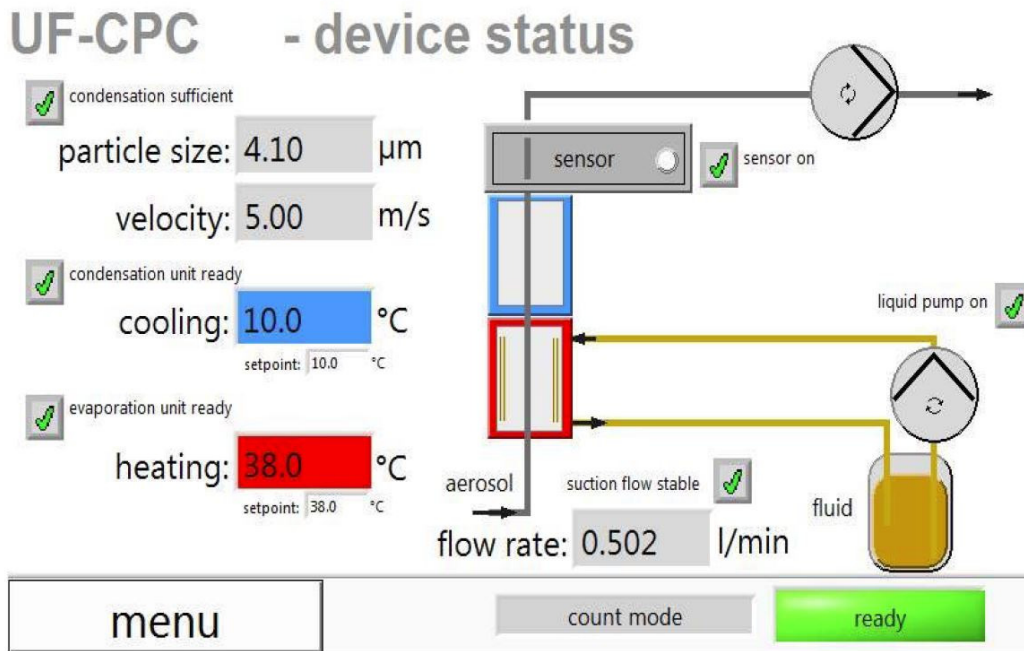 UF-CPC - device status
condensation sufficient
particle size: 4.10 µm
velocity: 5.00 m/s
condensation unit ready
cooling: 10.0 °C
setpoint: 10.0 °C
evaporation unit ready
heating: 38.0 °C
setpoint: 38.0 °C
sensor
sensor on
liquid pump on
aerosol
suction flow stable
fluid
flow rate: 0.502 l/min
menu
count mode
ready